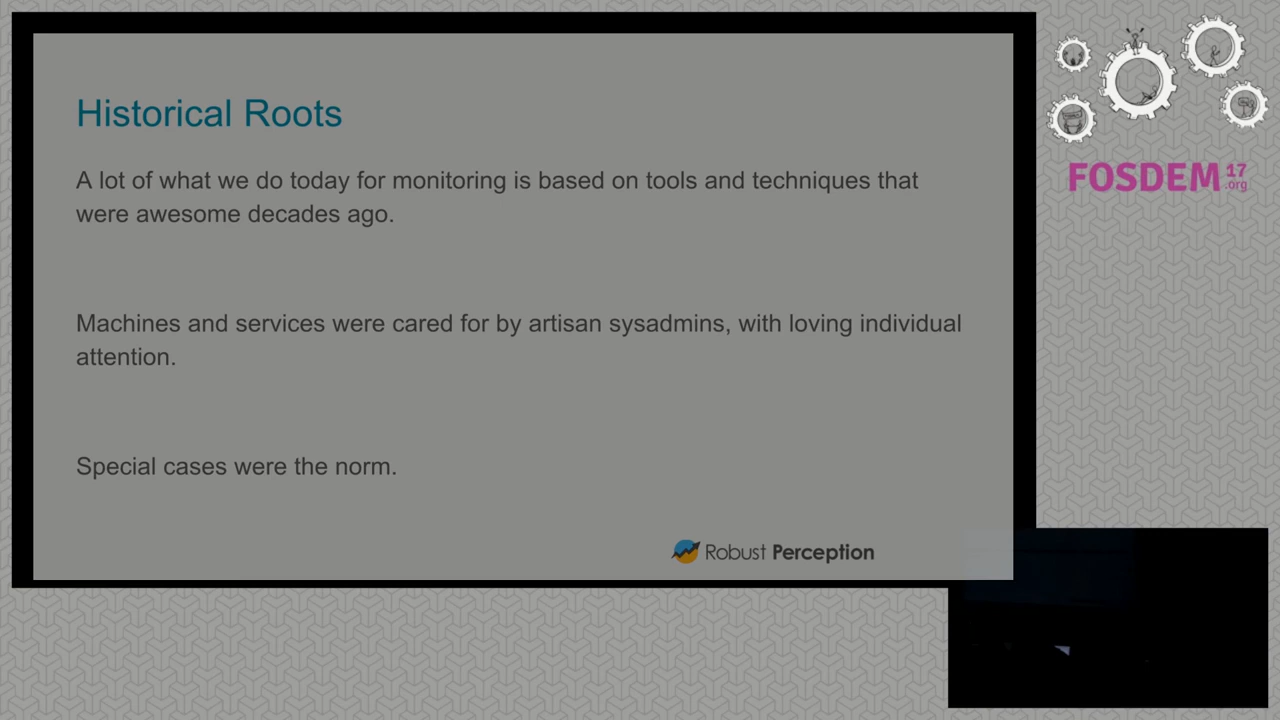 Historical Roots
A lot of what we do today for monitoring is based on tools and techniques that
were awesome decades ago.
Machines and services were cared for by artisan sysadmins, with loving individual
attention.
Special cases were the norm.
Robust Perception
FOSDEM 17
.org